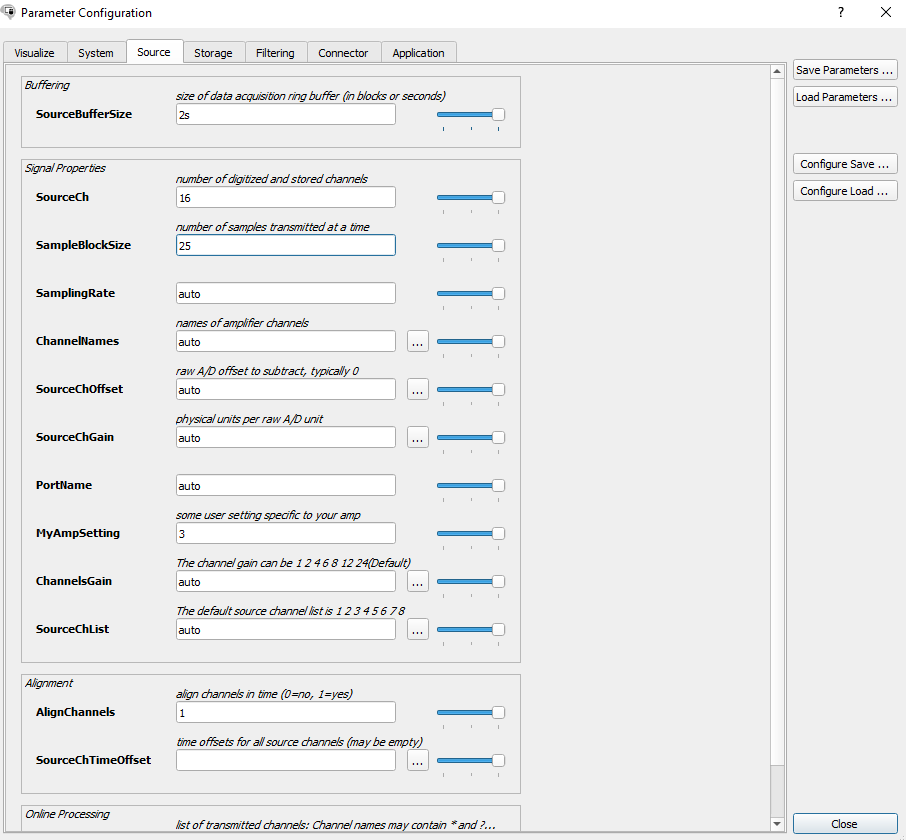 Parameter Configuration
?
Visualize System Source Storage Filtering Connector Application
Save Parameters ...
Load Parameters ...
Configure Save ...
Configure Load ...
Buffering
size of data acquisition ring buffer (in blocks or seconds)
SourceBufferSize 2s
Signal Properties
number of digitized and stored channels
SourceCh 16
number of samples transmitted at a time
SampleBlockSize 25
SamplingRate auto
names of amplifier channels
ChannelNames auto ...
raw A/D offset to subtract, typically 0
SourceChOffset auto ...
physical units per raw A/D unit
SourceChGain auto ...
PortName auto
some user setting specific to your amp
MyAmpSetting 3
The channel gain can be 1 2 4 6 8 12 24(Default)
ChannelsGain auto ...
The default source channel list is 1 2 3 4 5 6 7 8
SourceChList auto ...
Alignment
align channels in time (0=no, 1=yes)
AlignChannels 1
time offsets for all source channels (may be empty)
SourceChTimeOffset ...
Online Processing
list of transmitted channels: Channel names may contain * and ?...
Close